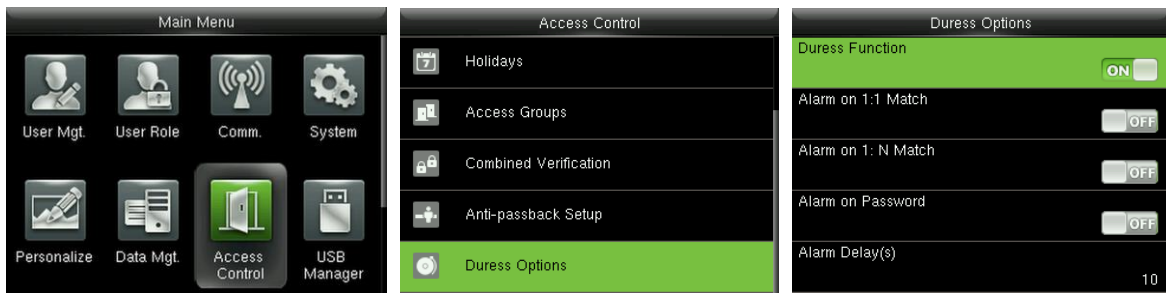 Main Menu
User Mgt.
User Role
Comm.
System
Personalize
Data Mgt.
Access
Control
USB
Manager
Access Control
7
Holidays
Access Groups
Combined Verification
Anti-passback Setup
Duress Options
Duress Options
Duress Function
ON
Alarm on 1:1 Match
OFF
Alarm on 1: N Match
OFF
Alarm on Password
OFF
Alarm Delay(s)
10